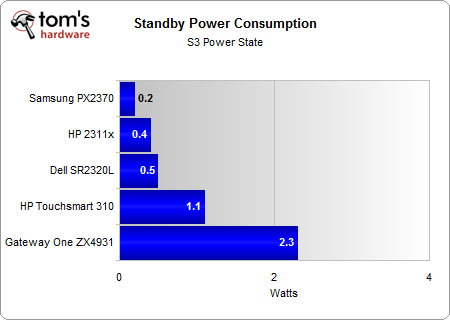 tom's
hardware
Standby Power Consumption
S3 Power State
Samsung PX2370 0.2
HP 2311x 0.4
Dell SR2320L 0.5
HP Touchsmart 310 1.1
Gateway One ZX4931 2.3
0 2 4
Watts